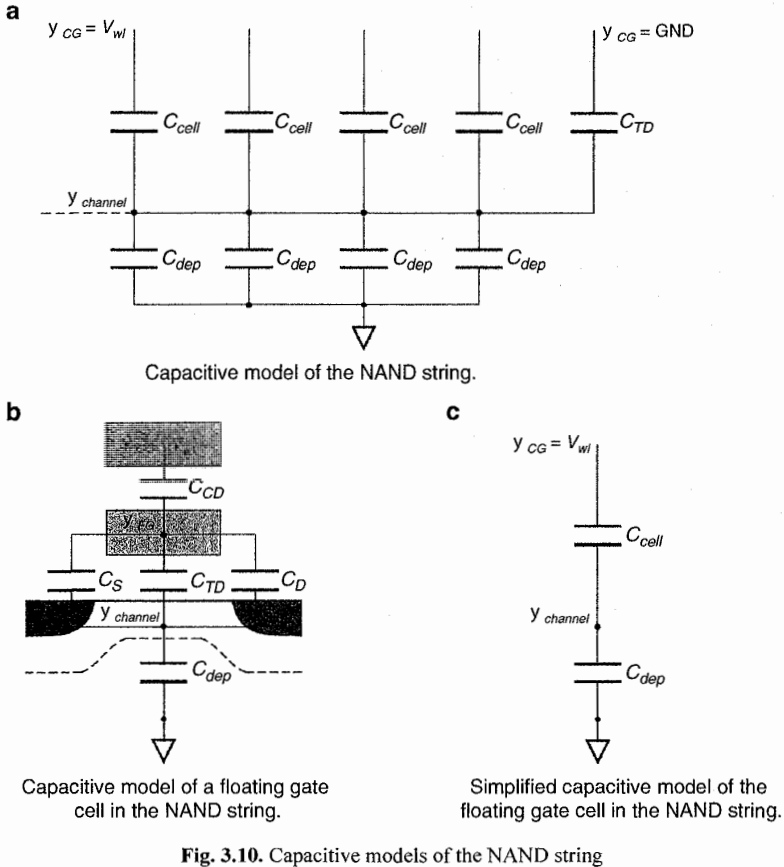 a
y CG = Vwl
y CG = GND
Ccell Ccell Ccell Ccell CTD
y channel
Cdep Cdep Cdep Cdep
Capacitive model of the NAND string.
b
CCD
y FG
CS CTD CD
y channel
Cdep
Capacitive model of a floating gate
cell in the NAND string.
c
y CG = Vwl
Ccell
y channel
Cdep
Simplified capacitive model of the
floating gate cell in the NAND string.
Fig. 3.10. Capacitive models of the NAND string